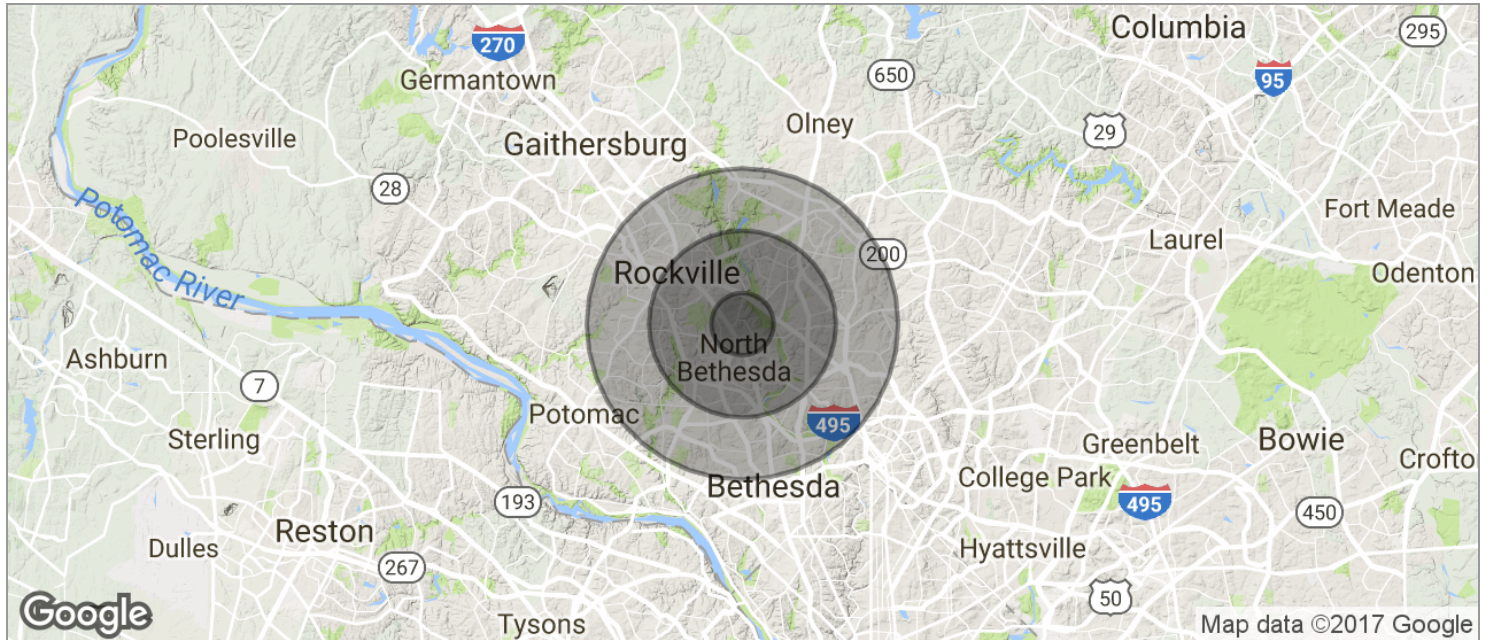 Columbia
295
270
650
95
Germantown
Olney
29
Poolesville
Gaithersburg
28
Fort Meade
Potomac River
Laurel
200
Rockville
Odenton
North
Bethesda
Ashburn
7
Potomac
495
Sterling
Greenbelt
Bowie
Crofto
College Park
Bethesda
193
495
450
Reston
Dulles
Hyattsville
267
50
Google
Tysons
Map data ©2017 Google